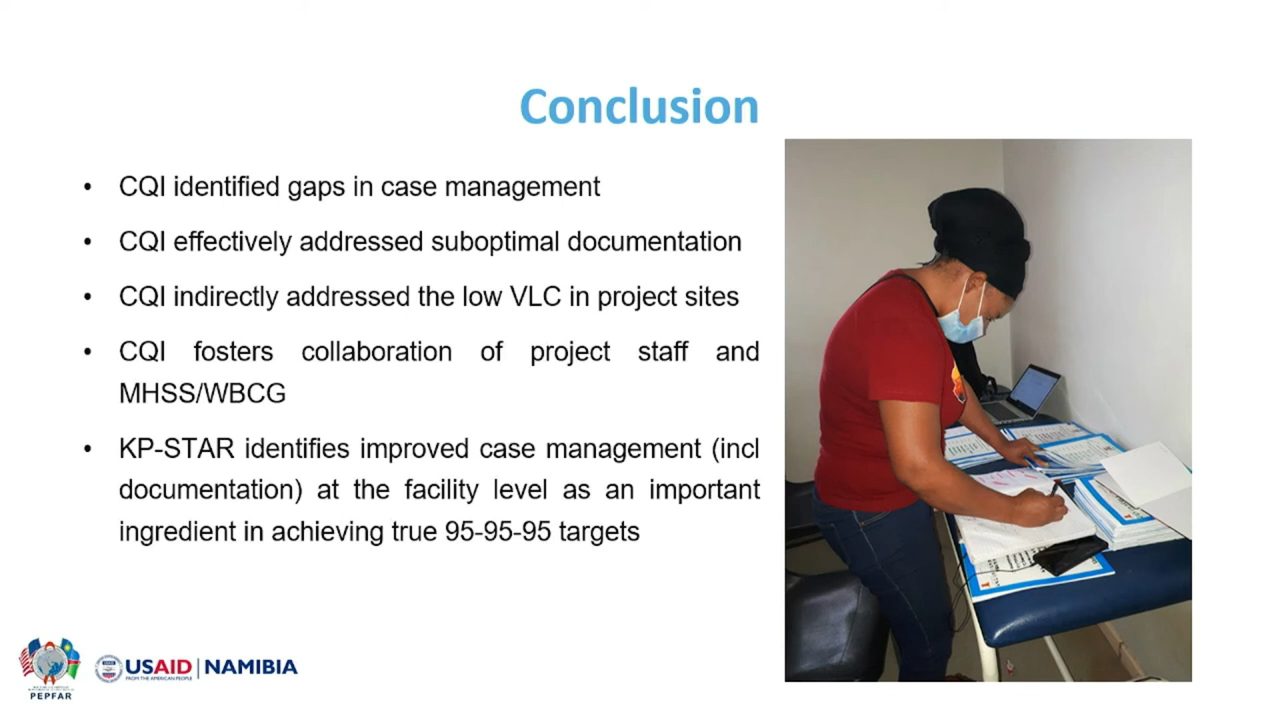 Conclusion
• CQI identified gaps in case management
• CQI effectively addressed suboptimal documentation
• CQI indirectly addressed the low VLC in project sites
• CQI fosters collaboration of project staff and
MHSS/WBCG
• KP-STAR identifies improved case management (incl
documentation) at the facility level as an important
ingredient in achieving true 95-95-95 targets
PEPFAR
USAID | NAMIBIA
FROM THE AMERICAN PEOPLE